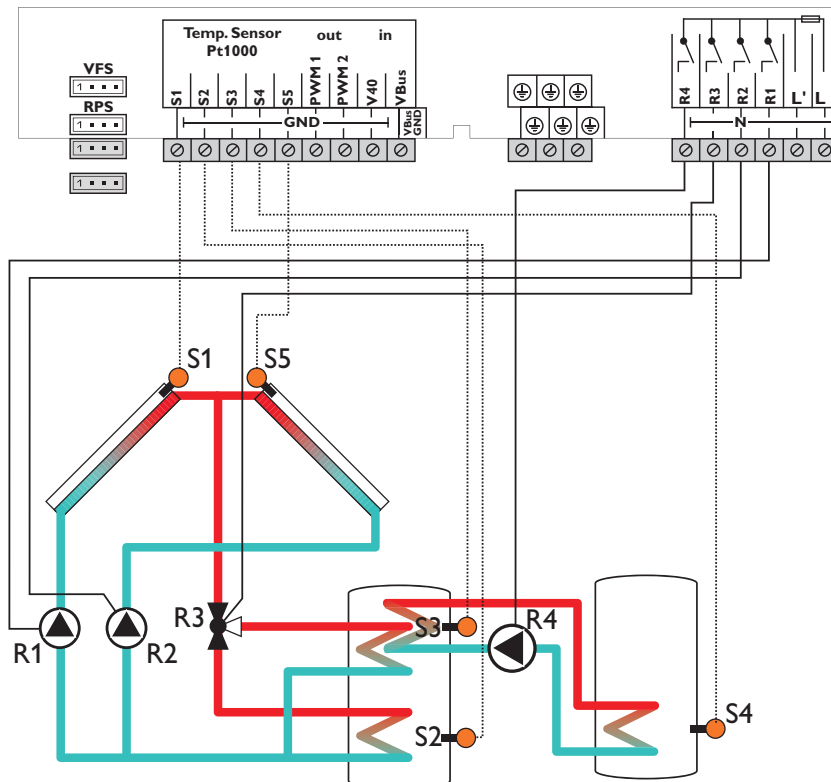 Temp. Sensor
Pt1000
out
in
VFS
1
RPS
1
1
1
S1
S2
S3
S4
S5
PWM 1
PWM 2
V40
VBus
GND
VBus
GND
R4
R3
R2
R1
L'
L
N
S1
S5
R1
R2
R3
S3
R4
S2
S4